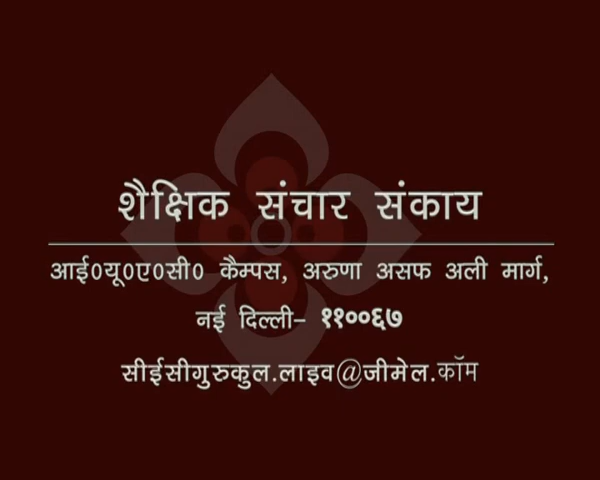 शैक्षिक संचार संकाय
आई०यू०ए०सी० कैम्पस, अरुणा असफ अली मार्ग,
नई दिल्ली- ११००६७
सीईसीगुरुकुल.लाइव@जीमेल.कॉम